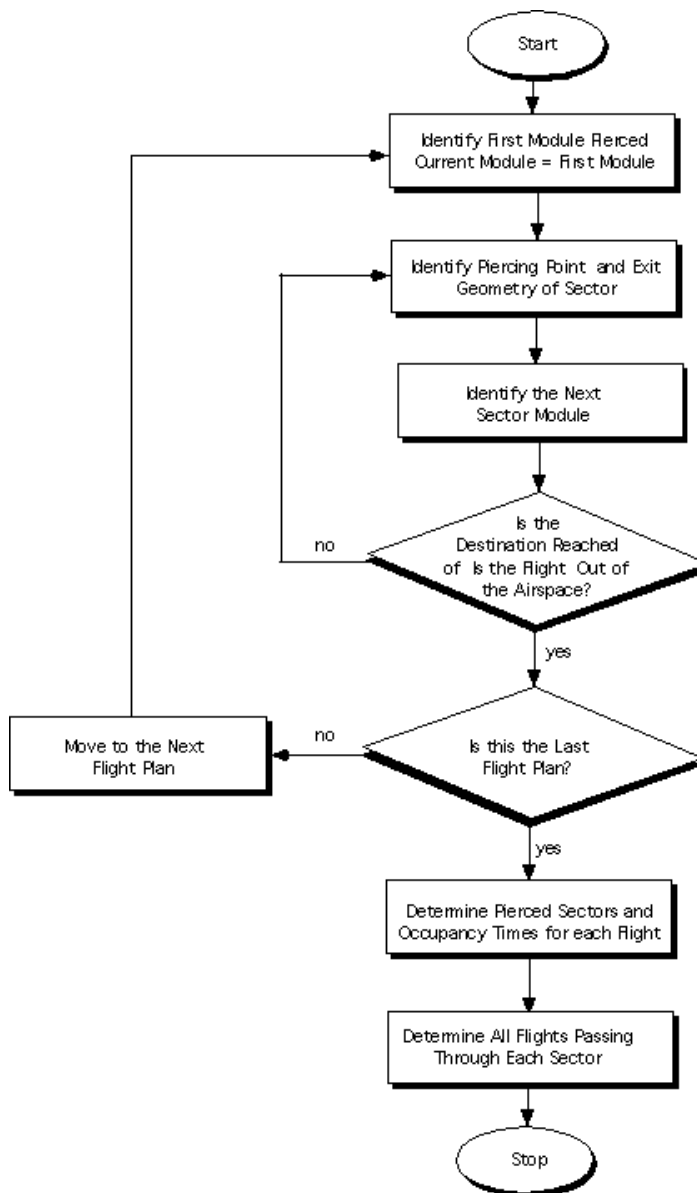 Start
Identify First Module Pierced
Current Module = First Module
Identify Piercing Point and Exit
Geometry of Sector
Identify the Next
Sector Module
Is the
Destination Reached
of Is the Flight Out of
the Airspace?
no
yes
Move to the Next
Flight Plan
no
Is this the Last
Flight Plan?
yes
Determine Pierced Sectors and
Occupancy Times for each Flight
Determine All Flights Passing
Through Each Sector
Stop